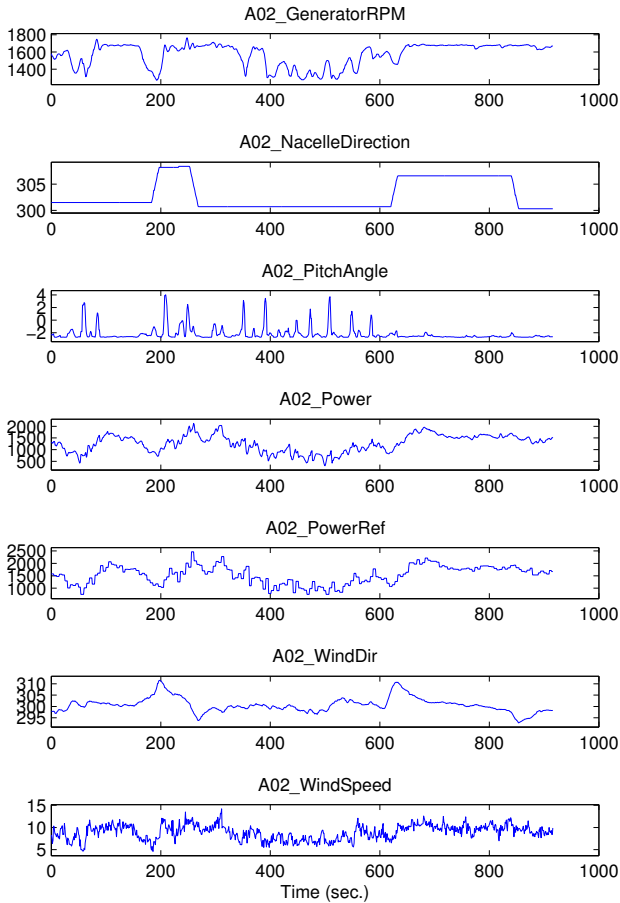 A02_GeneratorRPM
1800
1600
1400
0 200 400 600 800 1000
A02_NacelleDirection
305
300
0 200 400 600 800 1000
A02_PitchAngle
4
2
0
−2
0 200 400 600 800 1000
A02_Power
2000
1500
1000
500
0 200 400 600 800 1000
A02_PowerRef
2500
2000
1500
1000
0 200 400 600 800 1000
A02_WindDir
310
305
300
295
0 200 400 600 800 1000
A02_WindSpeed
15
10
5
0 200 400 600 800 1000
Time (sec.)